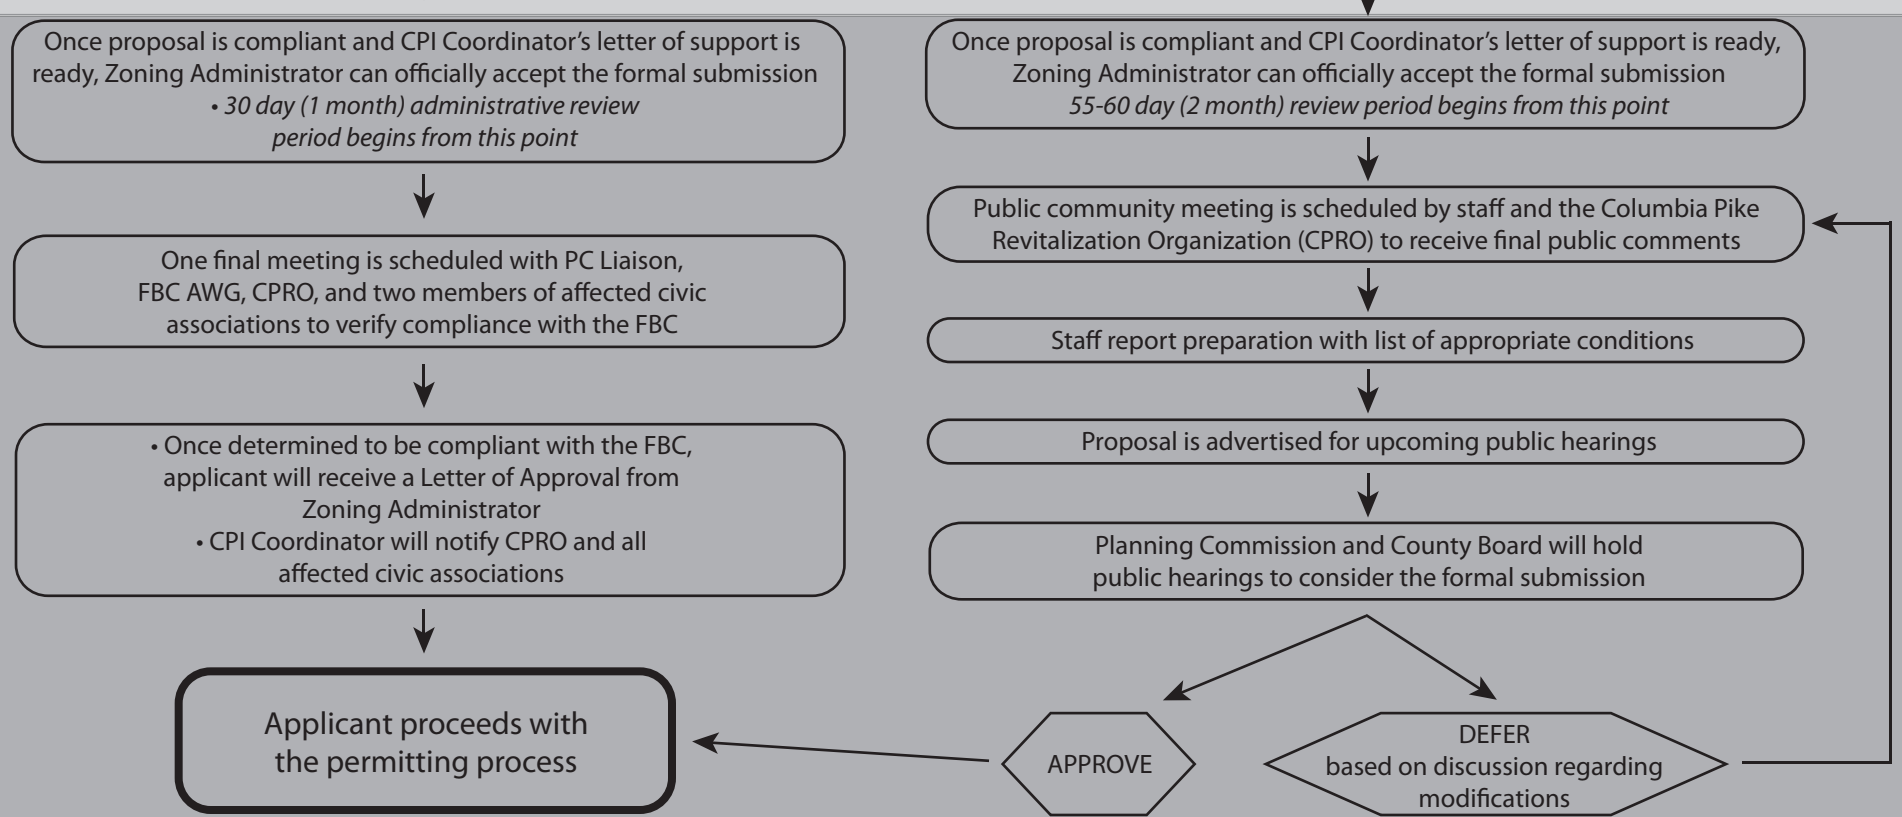 Once proposal is compliant and CPI Coordinator’s letter of support is
ready, Zoning Administrator can officially accept the formal submission
• 30 day (1 month) administrative review
period begins from this point
One final meeting is scheduled with PC Liaison,
FBC AWG, CPRO, and two members of affected civic
associations to verify compliance with the FBC
• Once determined to be compliant with the FBC,
applicant will receive a Letter of Approval from
Zoning Administrator
• CPI Coordinator will notify CPRO and all
affected civic associations
Applicant proceeds with
the permitting process
Once proposal is compliant and CPI Coordinator’s letter of support is ready,
Zoning Administrator can officially accept the formal submission
55-60 day (2 month) review period begins from this point
Public community meeting is scheduled by staff and the Columbia Pike
Revitalization Organization (CPRO) to receive final public comments
Staff report preparation with list of appropriate conditions
Proposal is advertised for upcoming public hearings
Planning Commission and County Board will hold
public hearings to consider the formal submission
APPROVE
DEFER
based on discussion regarding
modifications